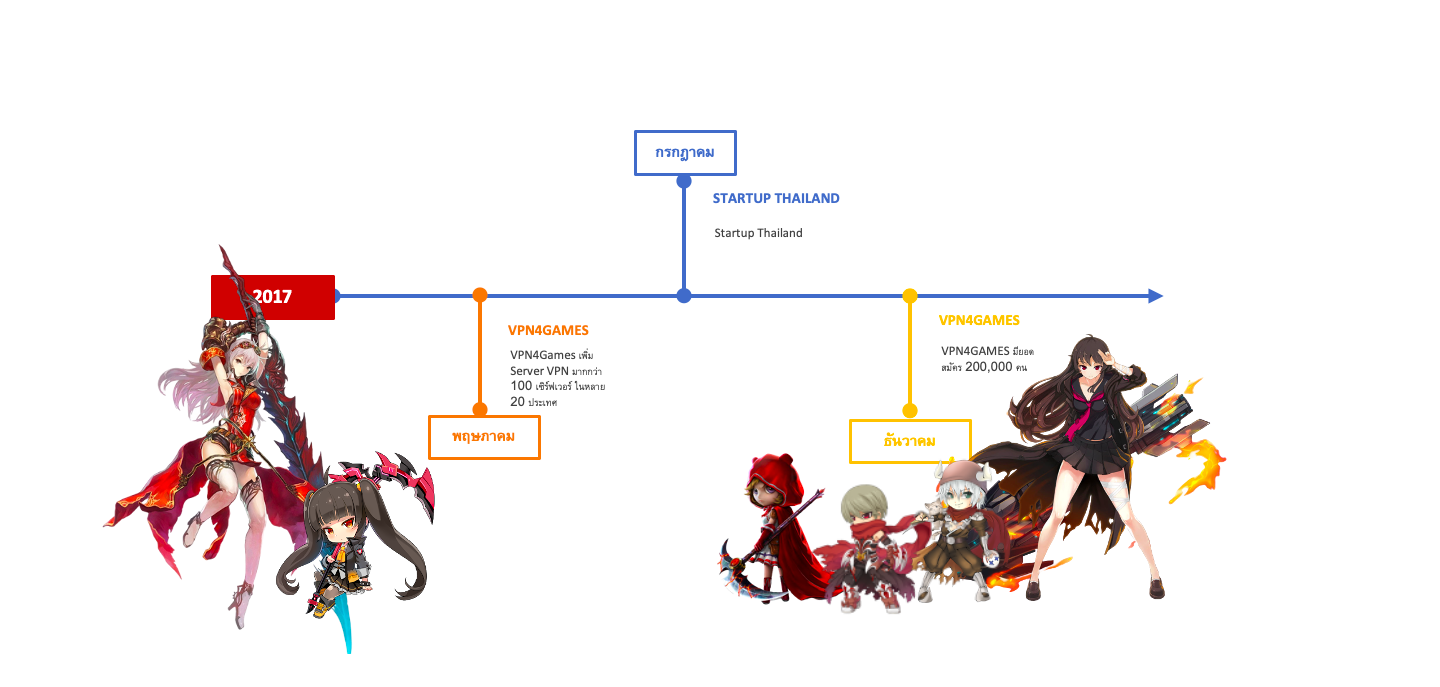 กรกฎาคม
STARTUP THAILAND
Startup Thailand
2017
VPN4GAMES
VPN4Games เพิ่ม
Server VPN มากกว่า
100 เซิร์ฟเวอร์ ในหลาย
20 ประเทศ
พฤษภาคม
VPN4GAMES
VPN4GAMES มียอด
สมัคร 200,000 คน
ธันวาคม